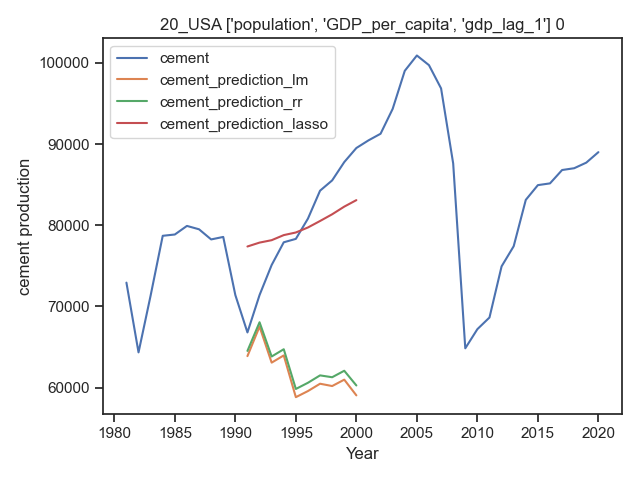 20_USA ['population', 'GDP_per_capita', 'gdp_lag_1'] 0
cement
cement_prediction_lm
cement_prediction_rr
cement_prediction_lasso
cement production
100000
90000
80000
70000
60000
1980 1985 1990 1995 2000 2005 2010 2015 2020
Year